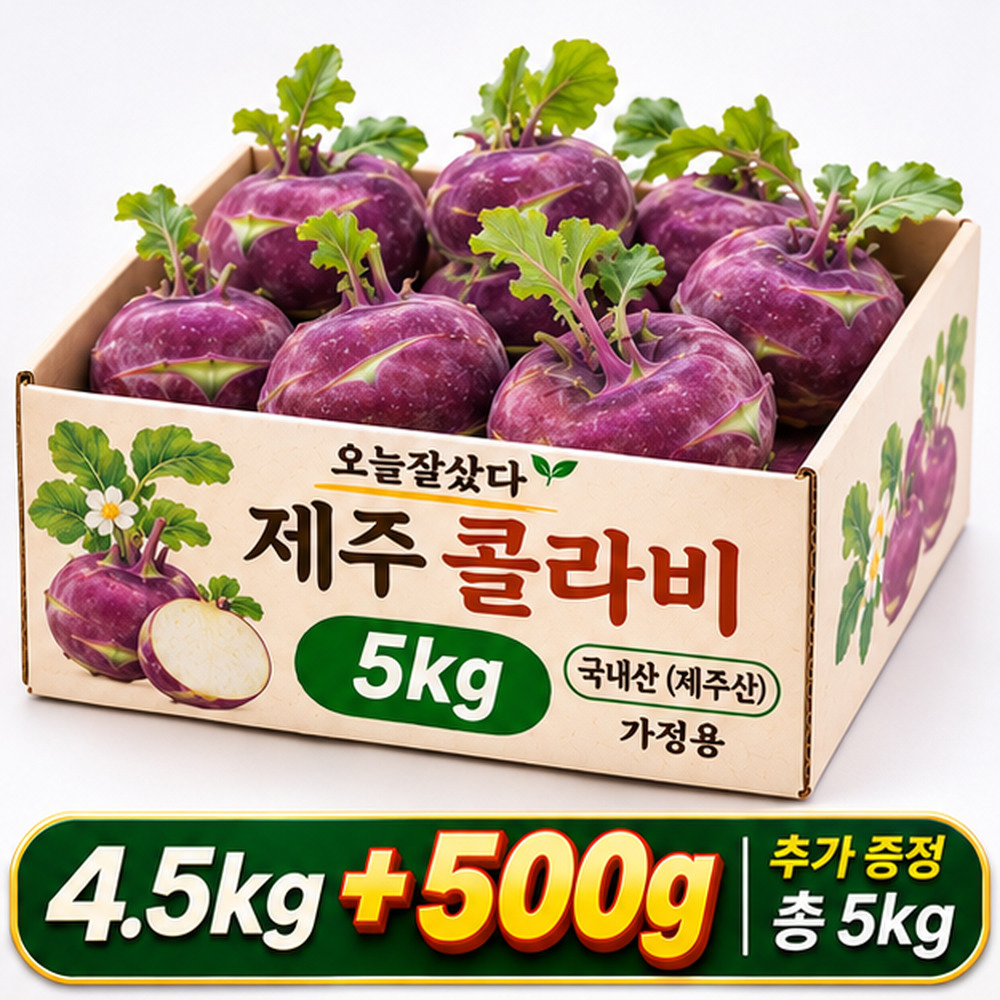 오늘잘샀다
제주 콜라비
5kg
국내산 (제주산)
가정용
4.5kg+500g
추가 증정
총 5kg